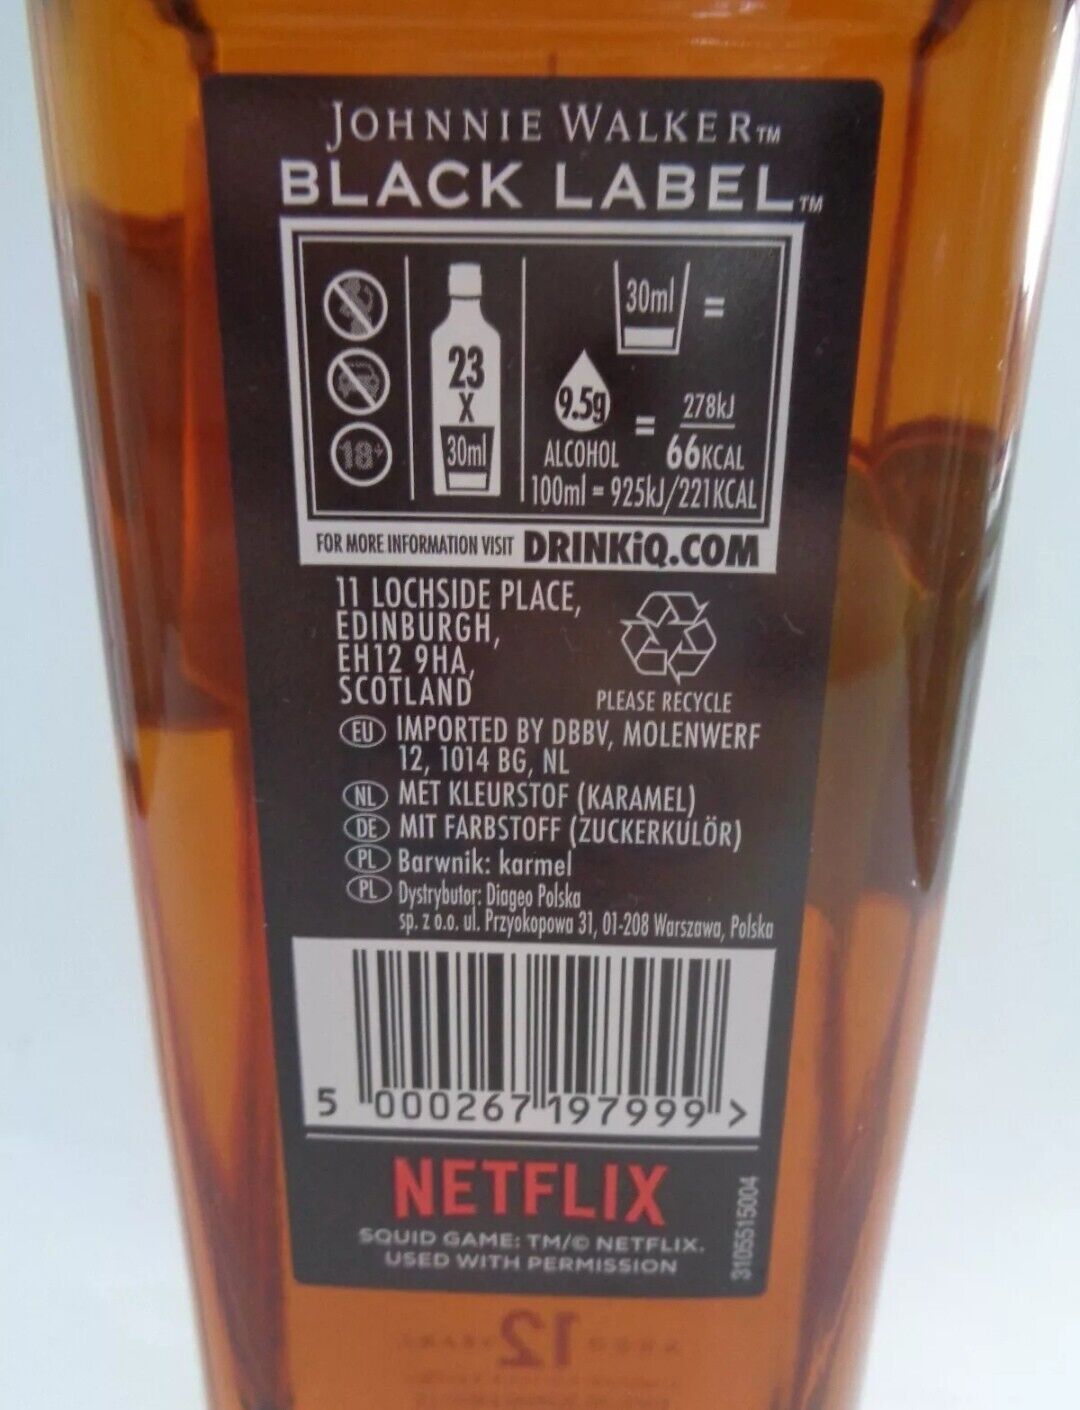 JOHNNIE WALKER™
BLACK LABEL™
18+
23
X
30ml
30ml =
9.5g
ALCOHOL
=
278kJ
66KCAL
100ml = 925kJ/221KCAL
FOR MORE INFORMATION VISIT DRINKiQ.COM
11 LOCHSIDE PLACE,
EDINBURGH,
EH12 9HA,
SCOTLAND
PLEASE RECYCLE
EU IMPORTED BY DBBV, MOLENWERF
12, 1014 BG, NL
NL MET KLEURSTOF (KARAMEL)
DE MIT FARBSTOFF (ZUCKERKULÖR)
PL Barwnik: karmel
PL Dystrybutor: Diageo Polska
sp. z o.o. ul. Przyokopowa 31, 01-208 Warszawa, Polska
5 000267 197999 >
NETFLIX
SQUID GAME: TM/© NETFLIX.
USED WITH PERMISSION
3105515004
12